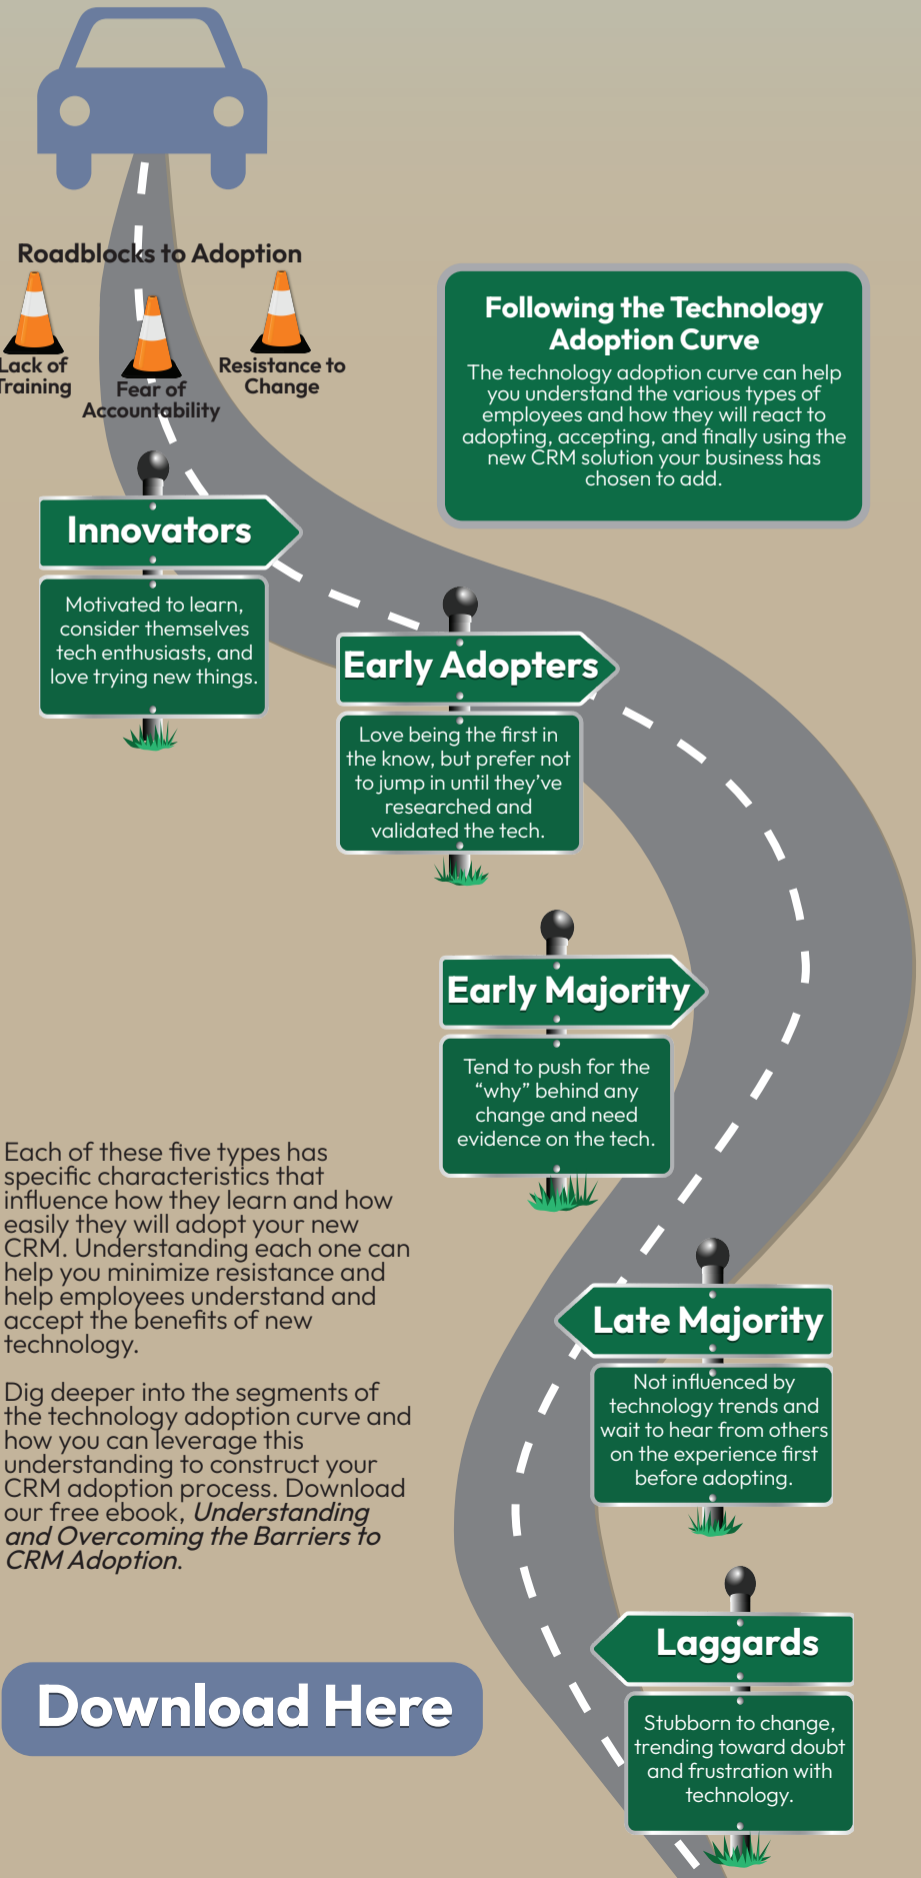 Roadblocks to Adoption
Lack of
Training
Fear of
Accountability
Resistance to
Change
Following the Technology
Adoption Curve
The technology adoption curve can help
you understand the various types of
employees and how they will react to
adopting, accepting, and finally using the
new CRM solution your business has
chosen to add.
Innovators
Motivated to learn,
consider themselves
tech enthusiasts, and
love trying new things.
Early Adopters
Love being the first in
the know, but prefer not
to jump in until they've
researched and
validated the tech.
Early Majority
Tend to push for the
“why” behind any
change and need
evidence on the tech.
Each of these five types has
specific characteristics that
influence how they learn and how
easily they will adopt your new
CRM. Understanding each one can
help you minimize resistance and
help employees understand and
accept the benefits of new
technology.
Dig deeper into the segments of
the technology adoption curve and
how you can leverage this
understanding to construct your
CRM adoption process. Download
our free ebook, Understanding
and Overcoming the Barriers to
CRM Adoption.
Late Majority
Not influenced by
technology trends and
wait to hear from others
on the experience first
before adopting.
Laggards
Stubborn to change,
trending toward doubt
and frustration with
technology.
Download Here